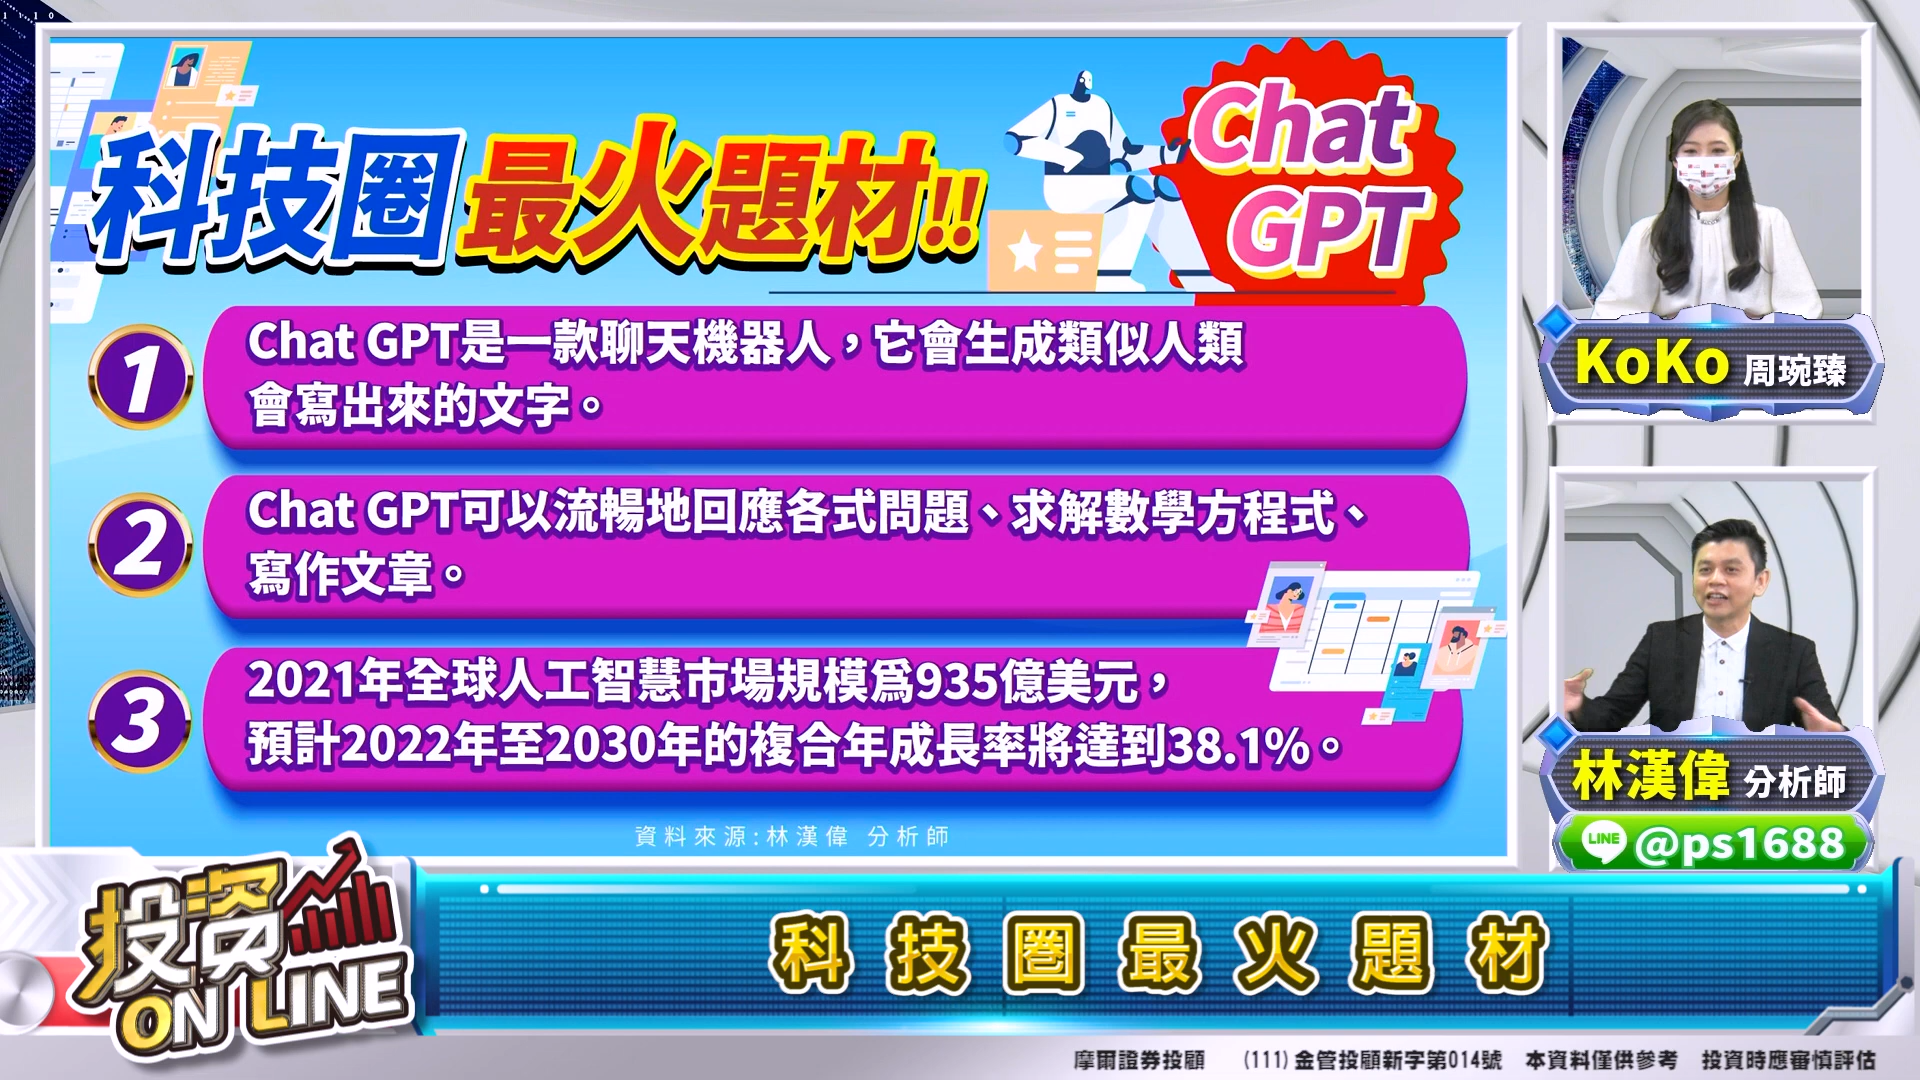 科技圈最火題材!!
Chat
GPT
1
Chat GPT是一款聊天機器人，它會生成類似人類
會寫出來的文字。
2
Chat GPT可以流暢地回應各式問題、求解數學方程式、
寫作文章。
3
2021年全球人工智慧市場規模爲935億美元，
預計2022年至2030年的複合年成長率將達到38.1%。
資料來源:林漢偉 分析師
KoKo 周琬臻
林漢偉 分析師
LINE @ps1688
投資
ON LINE
科技圈最火題材
摩爾證券投顧 (111)金管投顧新字第014號 本資料僅供參考 投資時應審慎評估